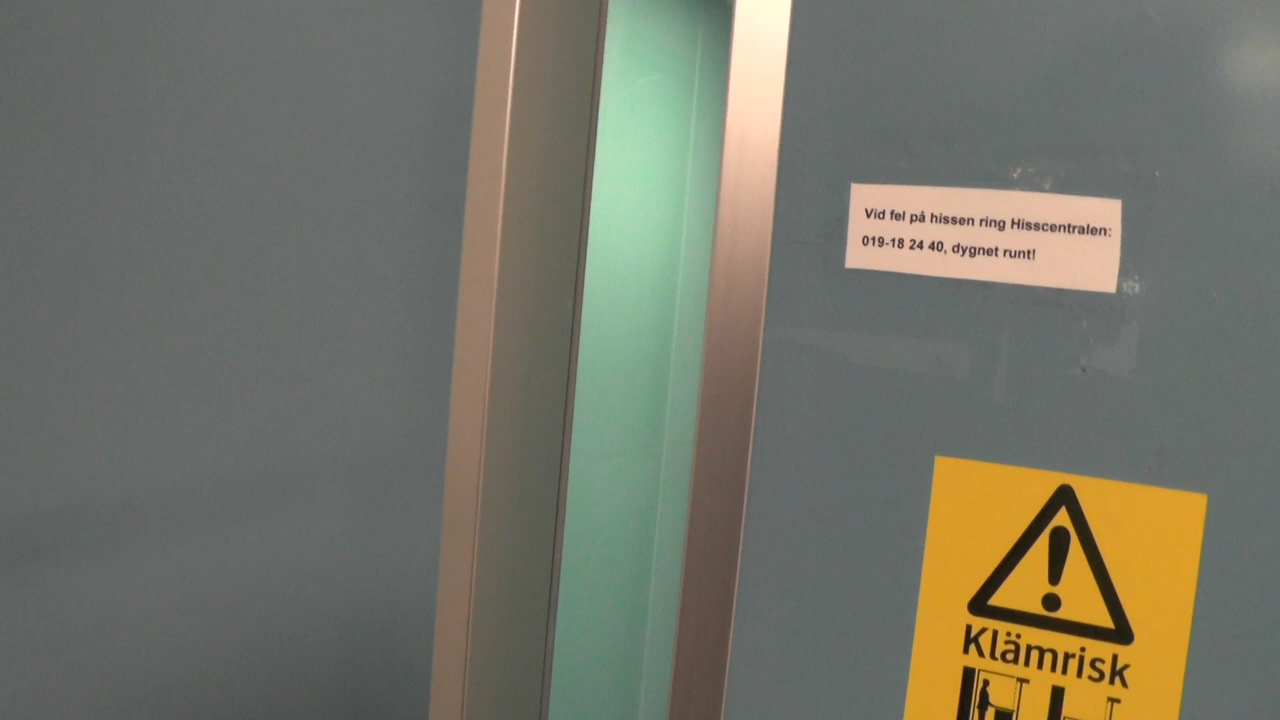 Vid fel på hissen ring Hisscentralen:
019-18 24 40, dygnet runt!
Klämrisk